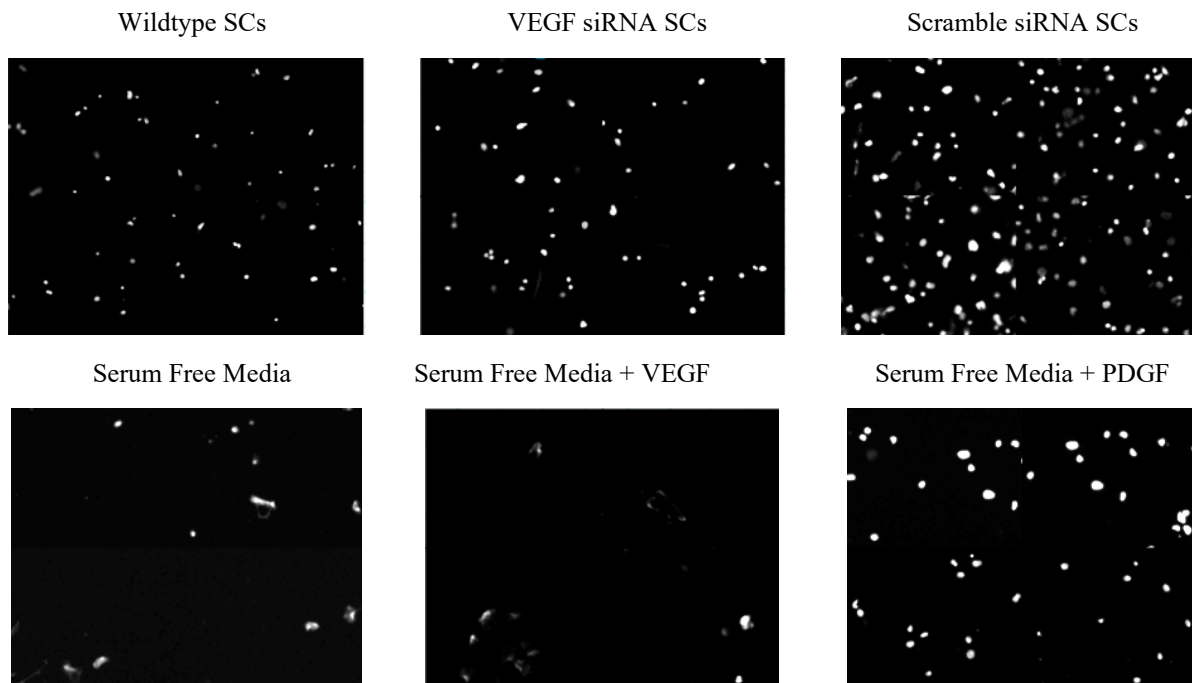 Wildtype SCs
VEGF siRNA SCs
Scramble siRNA SCs
Serum Free Media
Serum Free Media + VEGF
Serum Free Media + PDGF